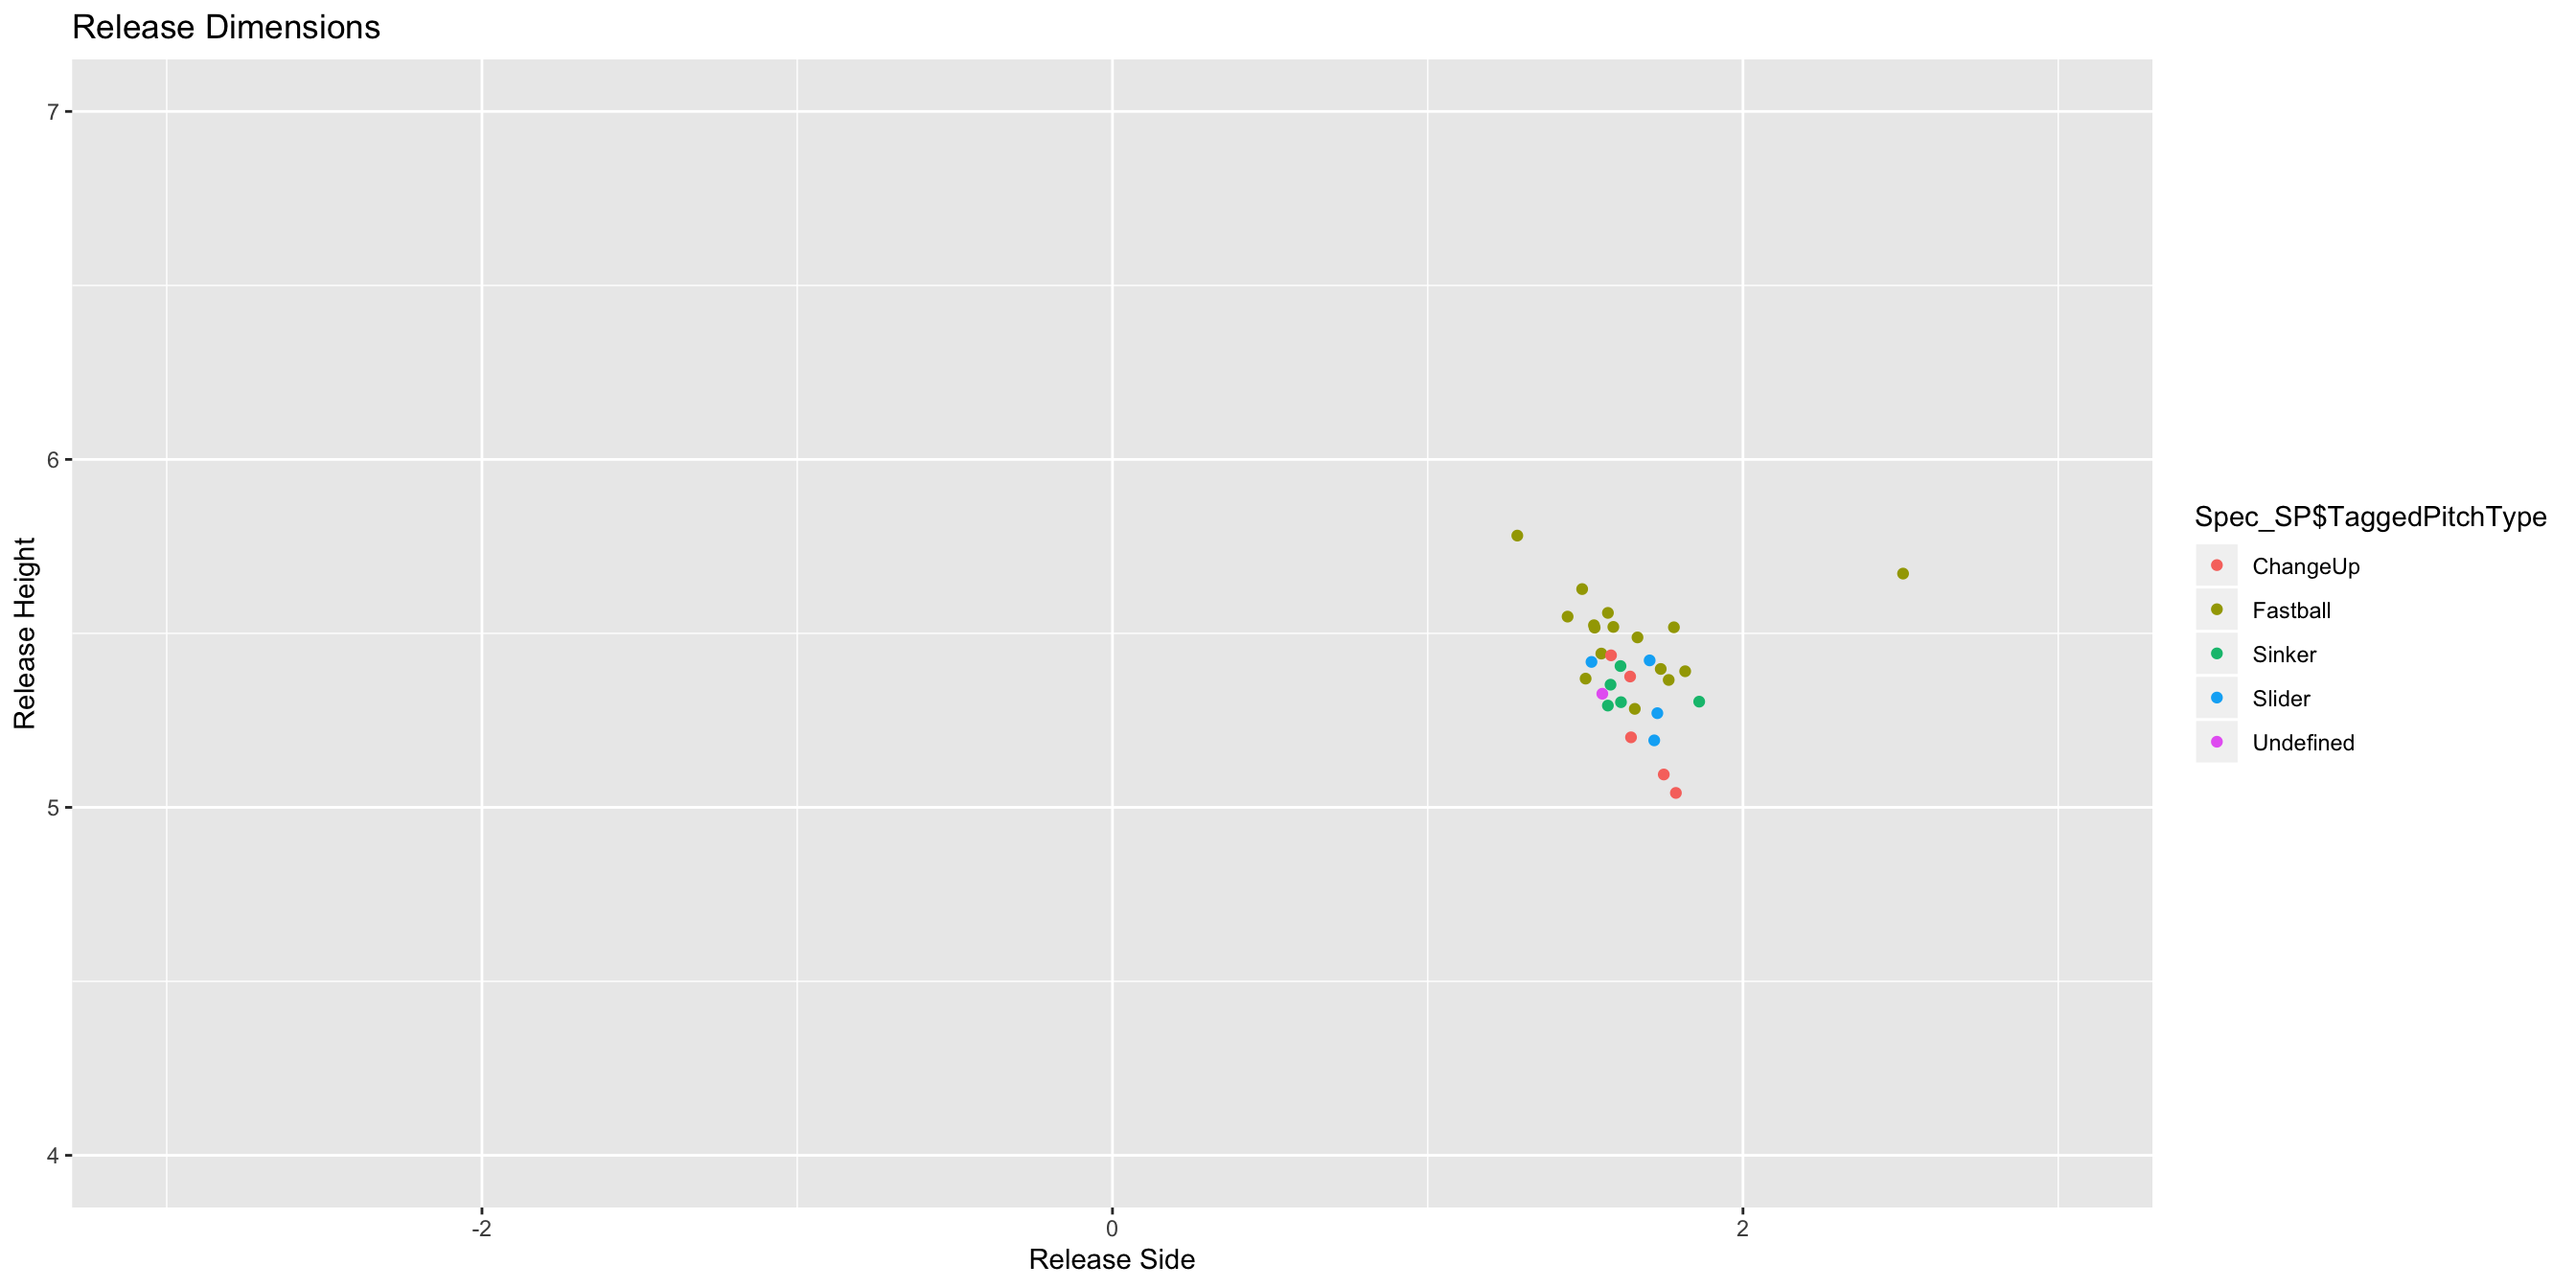 Release Dimensions
7
6
5
4
Release Height
-2
0
2
Release Side
Spec_SP$TaggedPitchType
ChangeUp
Fastball
Sinker
Slider
Undefined